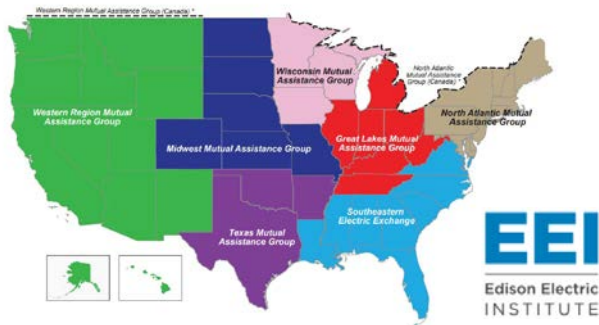 Western Region Mutual Assistance Group (Canada) *
Wisconsin Mutual
Assistance Group
North Atlantic
Mutual Assistance
Group (Canada) *
Western Region Mutual
Assistance Group
North Atlantic Mutual
Assistance Group
Midwest Mutual Assistance Group
Great Lakes Mutual
Assistance Group
Texas Mutual
Assistance Group
Southeastern
Electric Exchange
EEI
Edison Electric
INSTITUTE